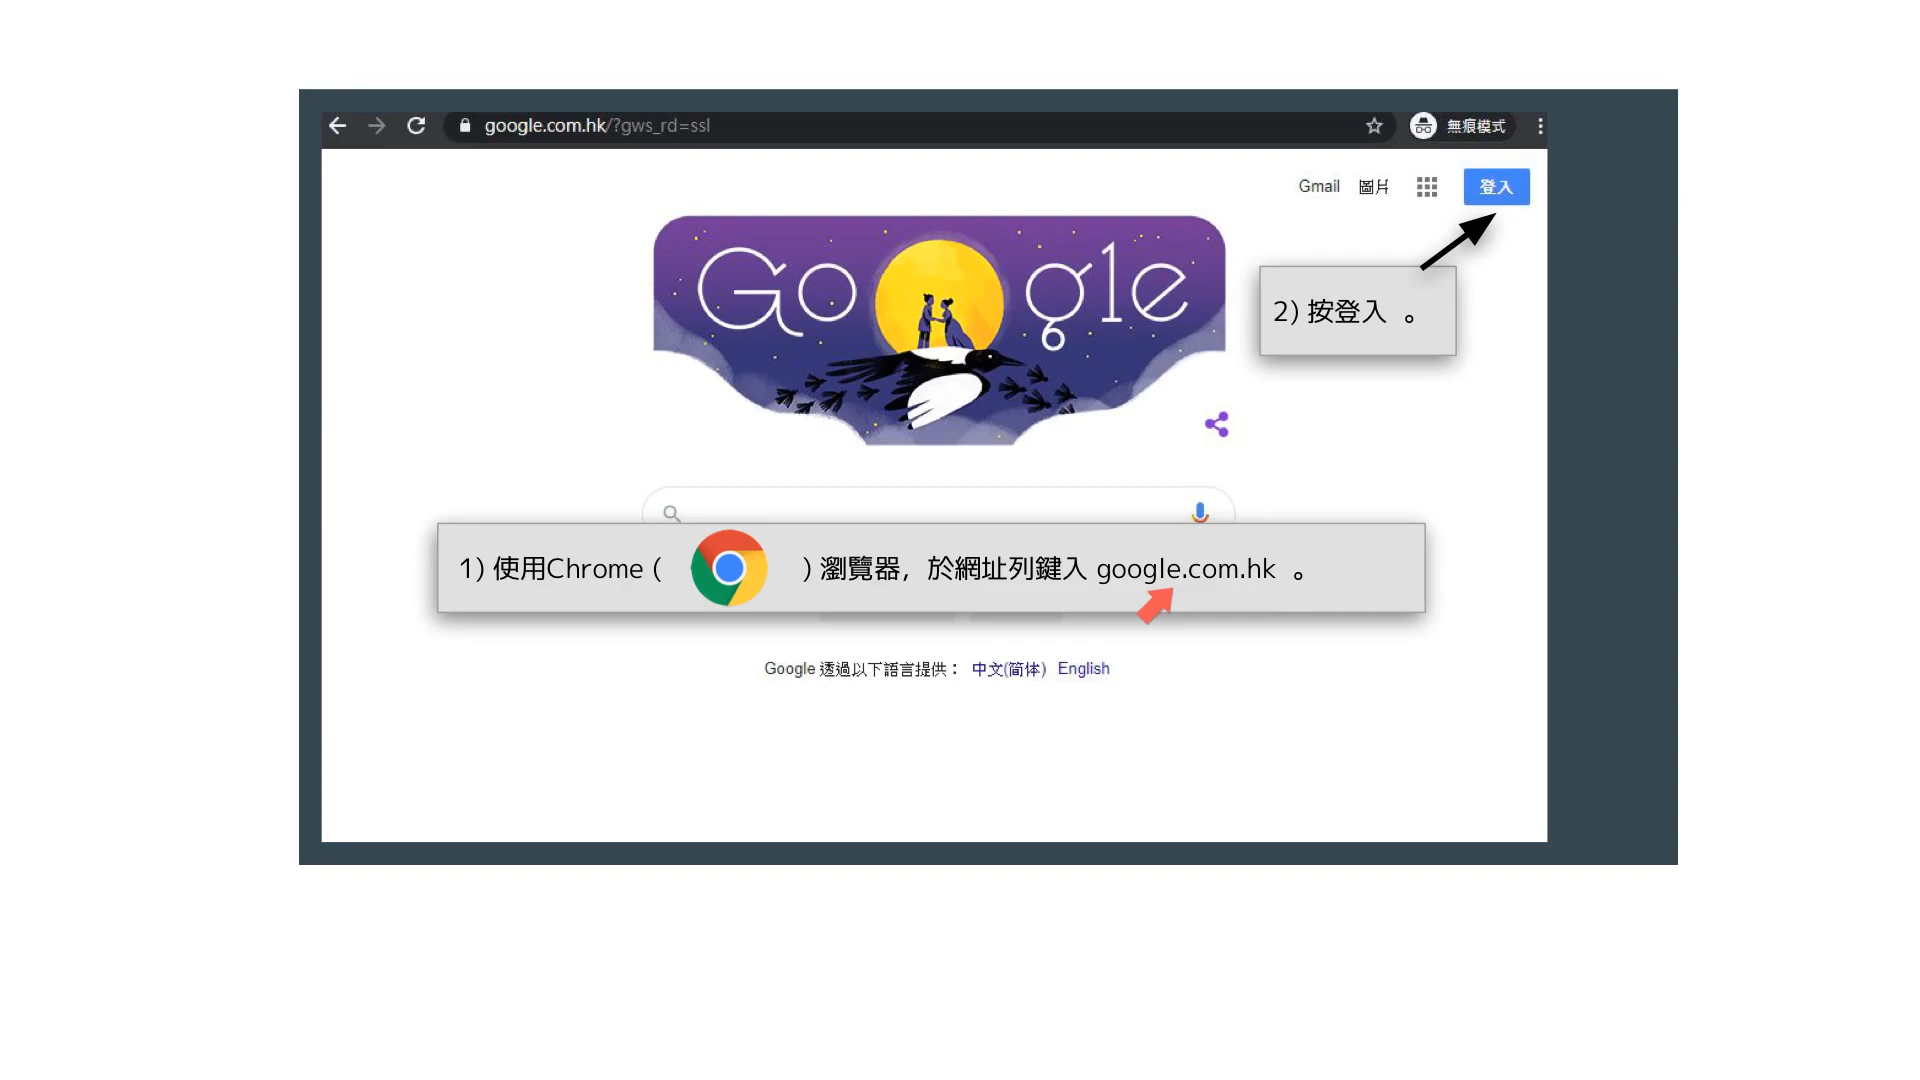 google.com.hk/?gws_rd=ssl
無痕模式
Gmail 圖片
登入
Google
2) 按登入 。
1) 使用Chrome ( ) 瀏覽器，於網址列鍵入 google.com.hk 。
Google 透過以下語言提供： 中文(简体) English